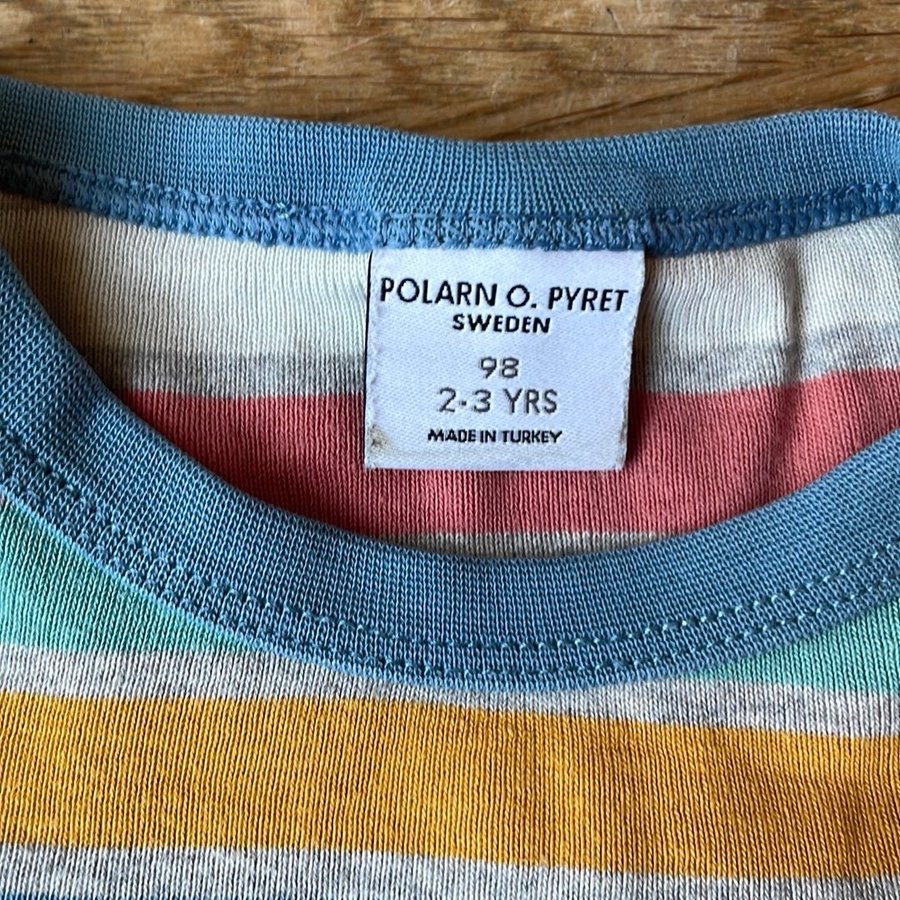 POLARN O. PYRET
SWEDEN
98
2-3 YRS
MADE IN TURKEY